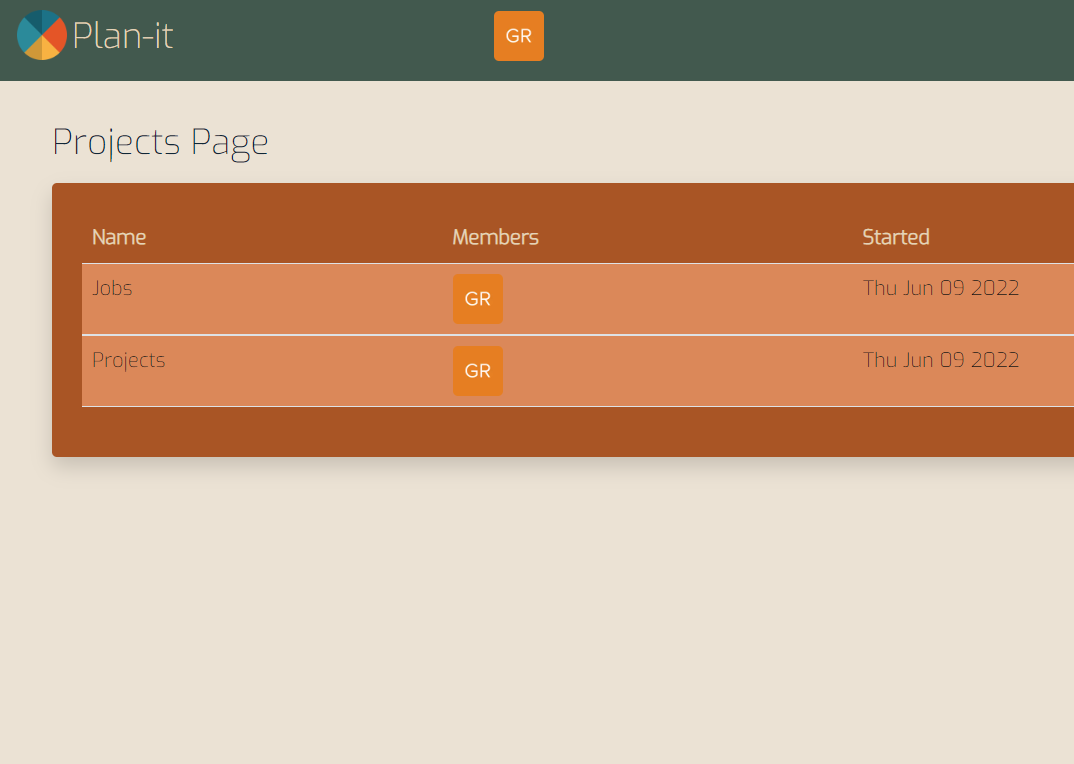 Plan-it GR
Projects Page
Name Members Started
Jobs GR Thu Jun 09 2022
Projects GR Thu Jun 09 2022